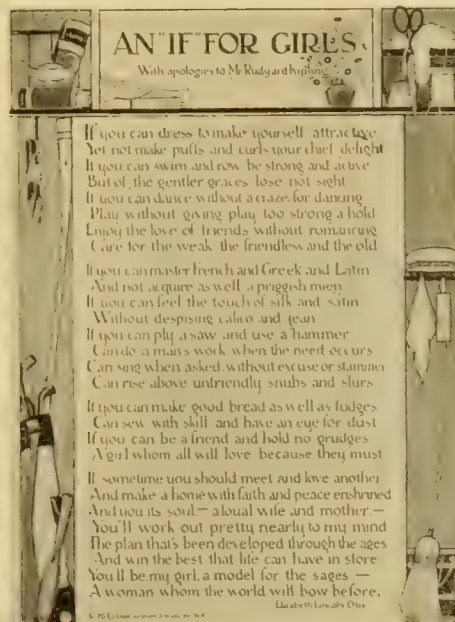 AN "IF" FOR GIRLS
With apologies to Mr. Rudyard Kipling
If you can dress to make yourself attractive
Yet not make puffs and curls your chief delight
If you can swim and row be strong and active
But of the gentler graces lose not sight
If you can dance without a craze for dancing
Play without giving play too strong a hold
Enjoy the love of friends without romancing
Care for the weak the friendless and the old
If you can master French and Greek and Latin
And not acquire as well a priggish mien
If you can feel the touch of silk and satin
Without despising calico and jean
If you can ply a saw and use a hammer
Can do a man's work when the need occurs
Can sing when asked, without excuse or stammer
Can rise above unfriendly snubs and slurs
If you can make good bread as well as fudges
Can sew with skill and have an eye for dust
If you can be a friend and hold no grudges
A girl whom all will love because they must
If sometime you should meet and love another
And make a home with faith and peace enshrined
And you its soul — a loyal wife and mother —
You'll work out pretty nearly to my mind
The plan that's been developed through the ages
And win the best that life can have in store
You'll be, my girl, a model for the sages —
A woman whom the world will bow before.
Elizabeth Lincoln Otis